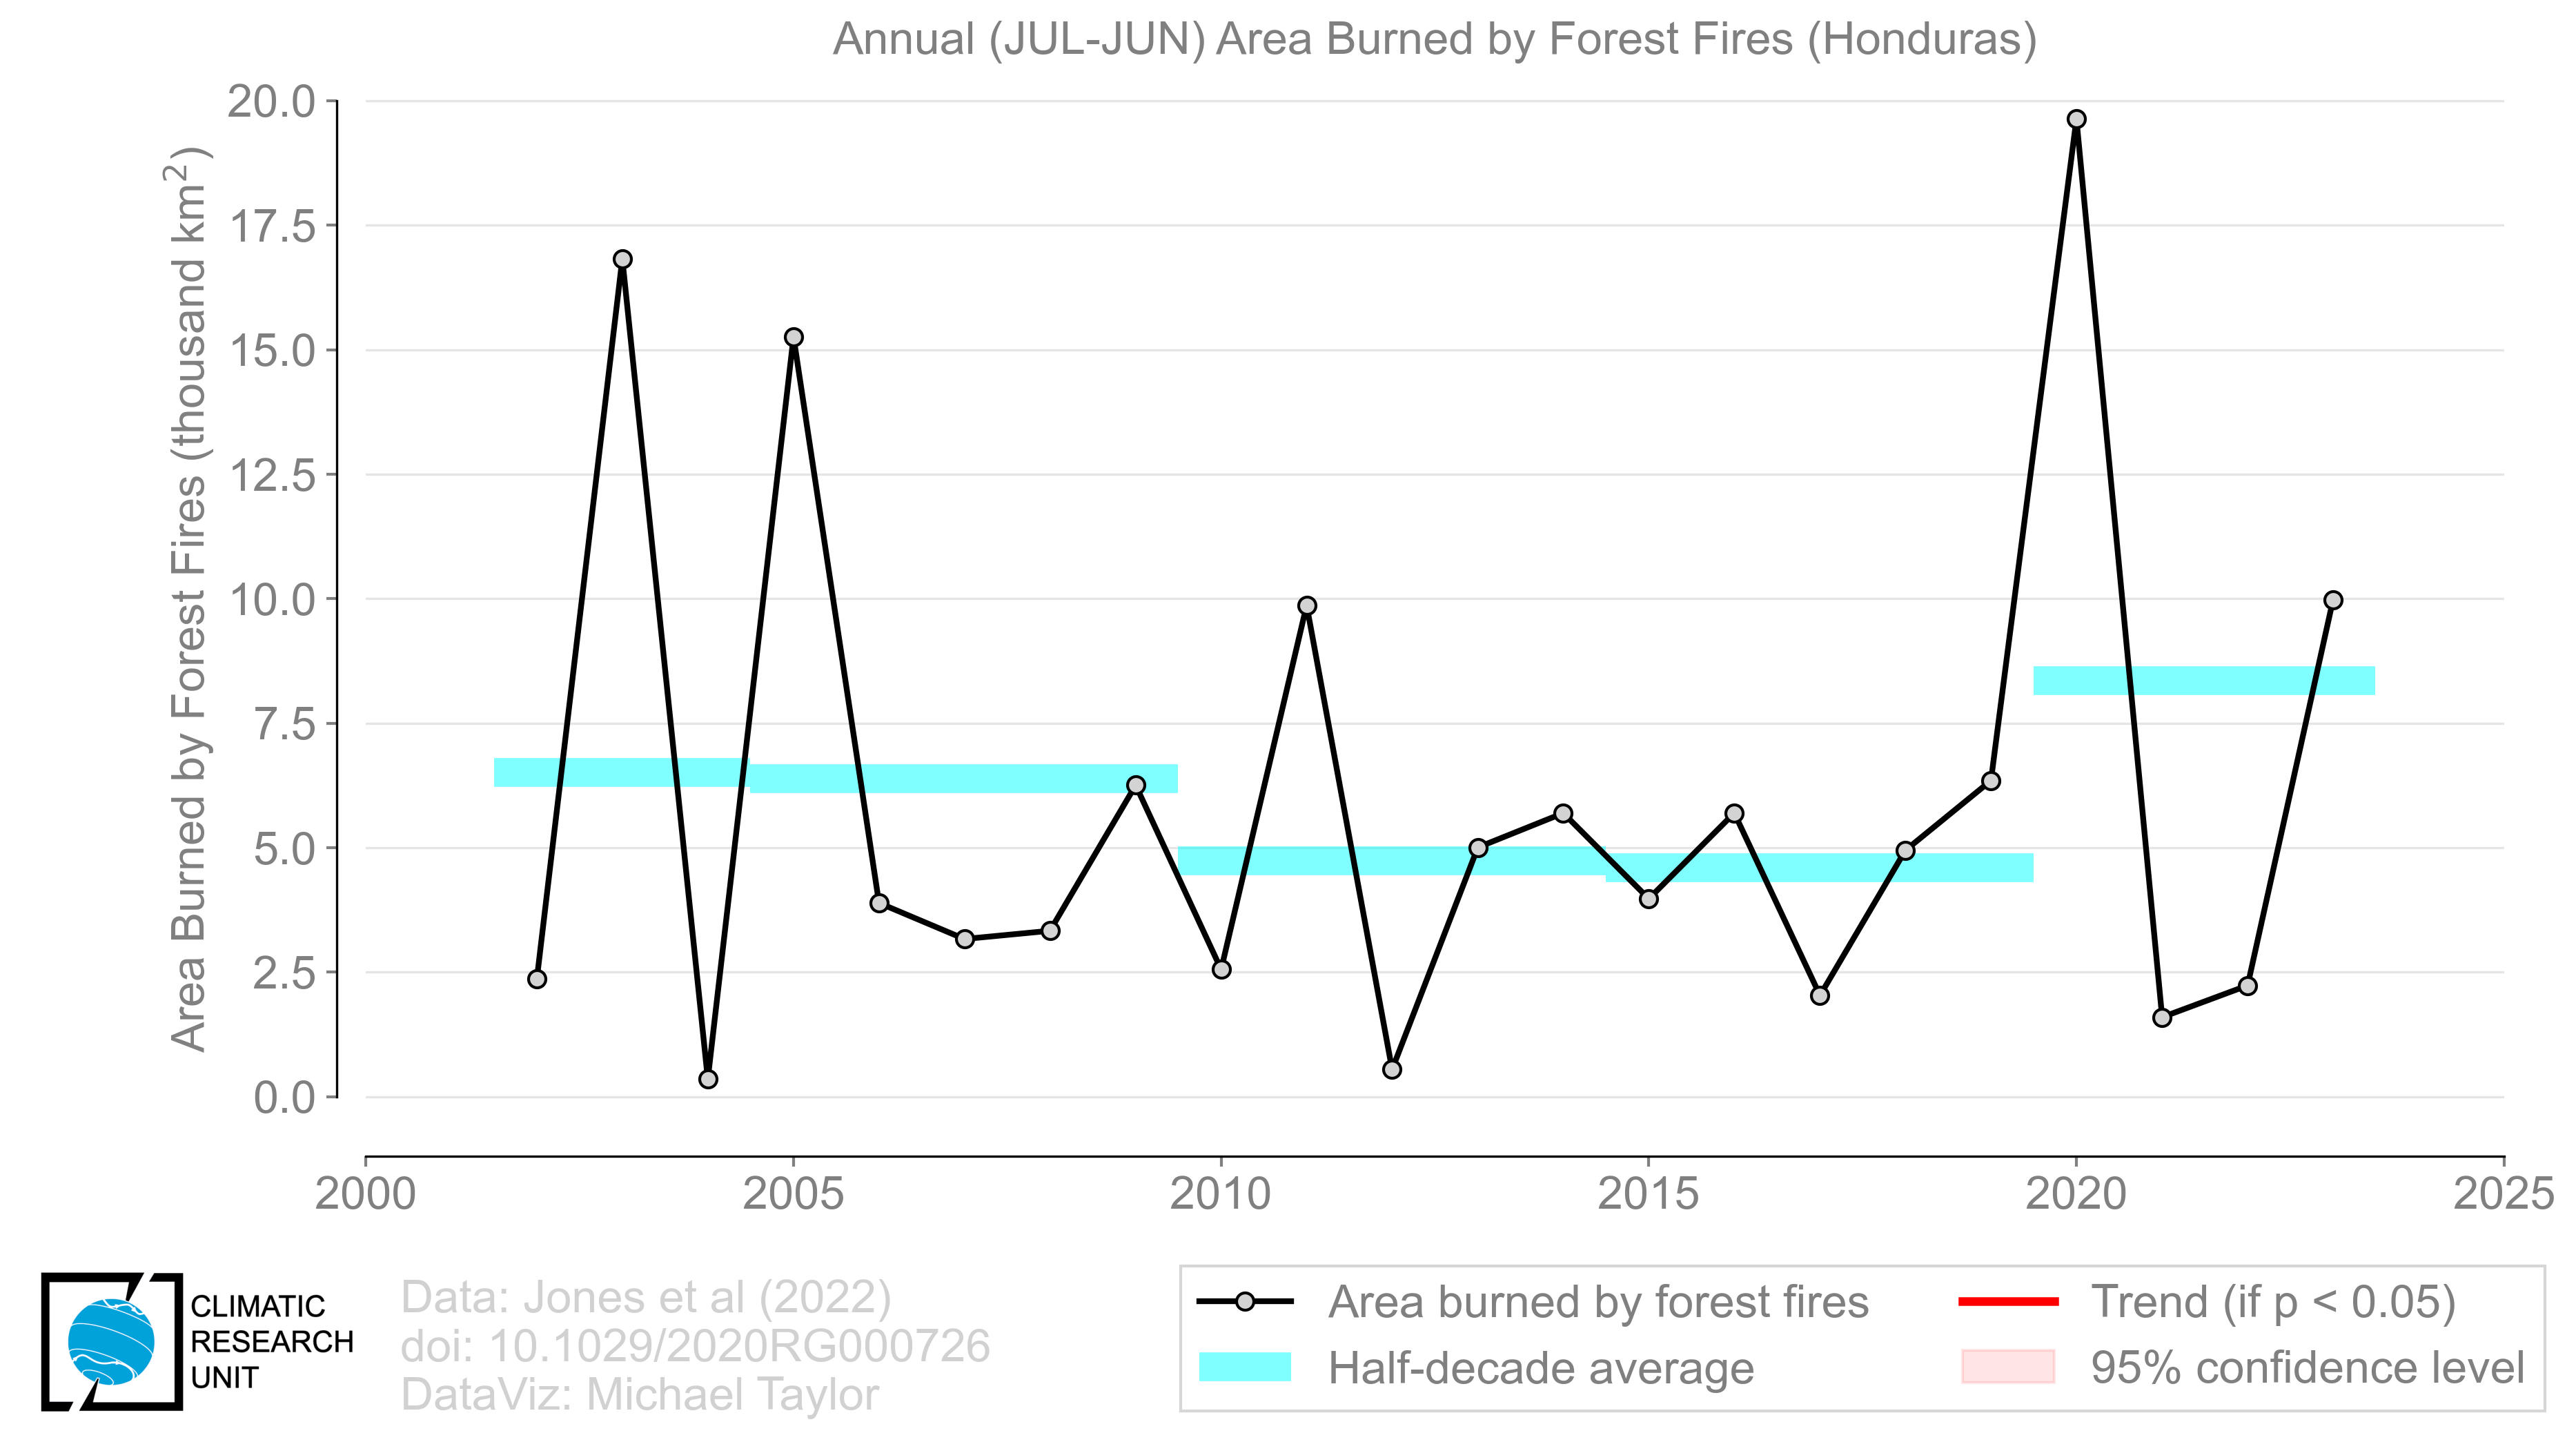 Annual (JUL-JUN) Area Burned by Forest Fires (Honduras)
Area Burned by Forest Fires (thousand km²)
20.0
17.5
15.0
12.5
10.0
7.5
5.0
2.5
0.0
2000 2005 2010 2015 2020 2025
CLIMATIC
RESEARCH
UNIT
Data: Jones et al (2022)
doi: 10.1029/2020RG000726
DataViz: Michael Taylor
Area burned by forest fires
Half-decade average
Trend (if p < 0.05)
95% confidence level